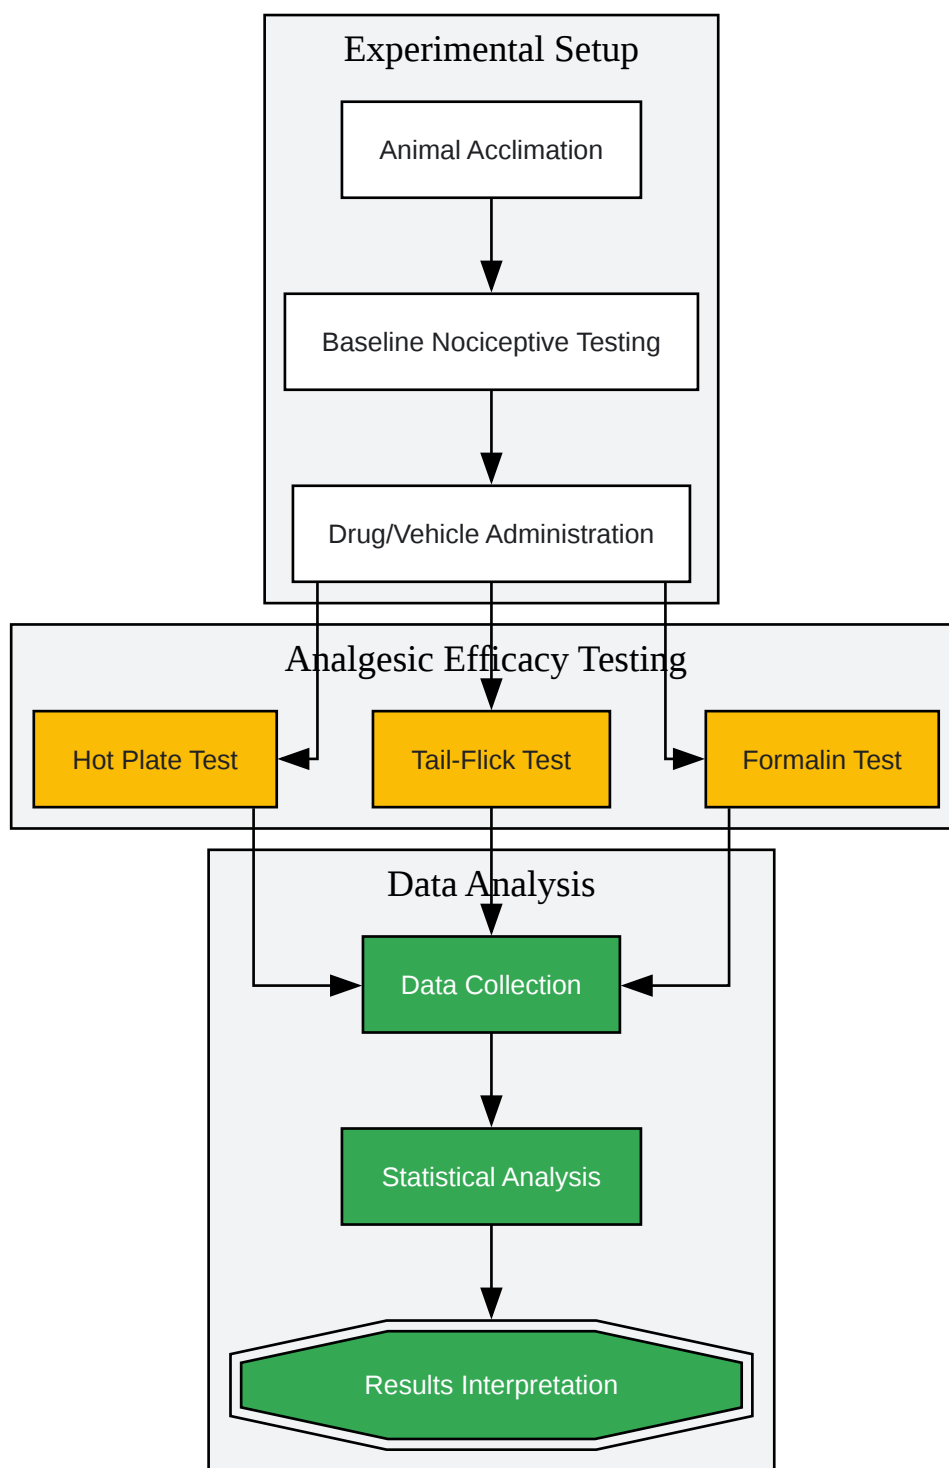 Experimental Setup
Animal Acclimation
Baseline Nociceptive Testing
Drug/Vehicle Administration
Analgesic Efficacy Testing
Hot Plate Test
Tail-Flick Test
Formalin Test
Data Analysis
Data Collection
Statistical Analysis
Results Interpretation